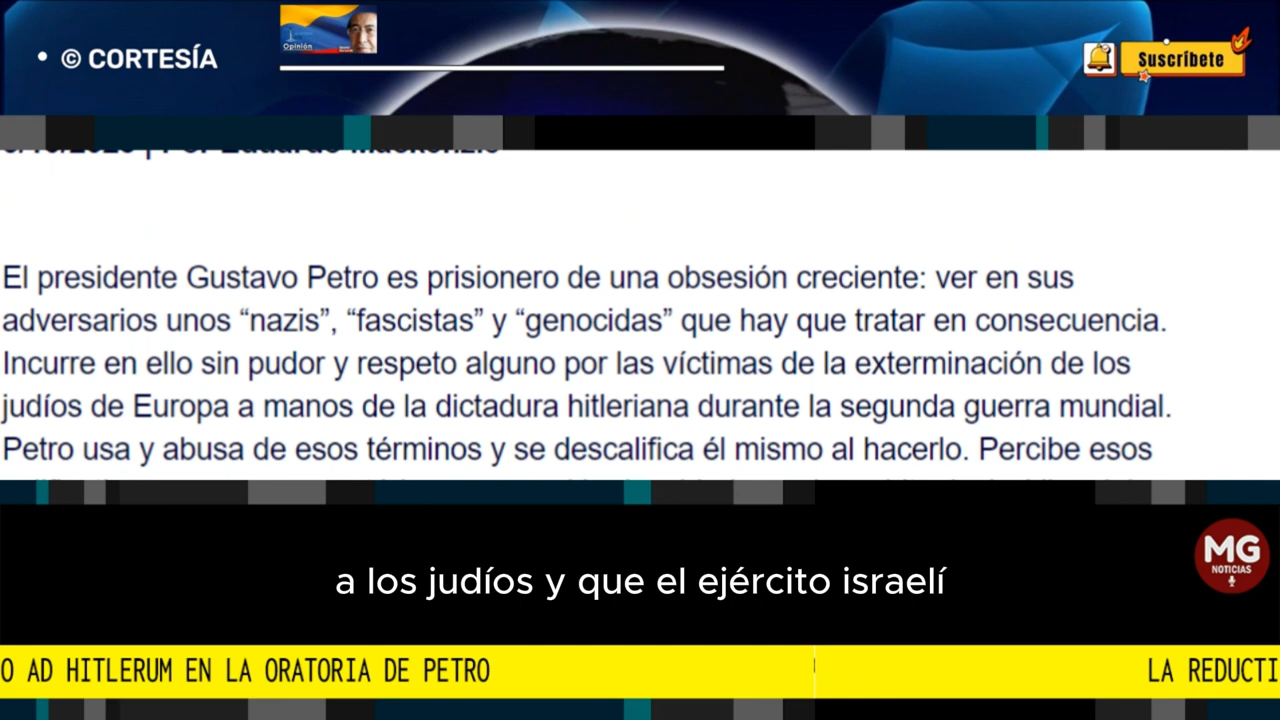 • © CORTESÍA
Opinión
Suscríbete
El presidente Gustavo Petro es prisionero de una obsesión creciente: ver en sus
adversarios unos “nazis”, “fascistas” y “genocidas” que hay que tratar en consecuencia.
Incurre en ello sin pudor y respeto alguno por las víctimas de la exterminación de los
judíos de Europa a manos de la dictadura hitleriana durante la segunda guerra mundial.
Petro usa y abusa de esos términos y se descalifica él mismo al hacerlo. Percibe esos
MG
NOTICIAS
a los judíos y que el ejército israelí
O AD HITLERUM EN LA ORATORIA DE PETRO
LA REDUCTI